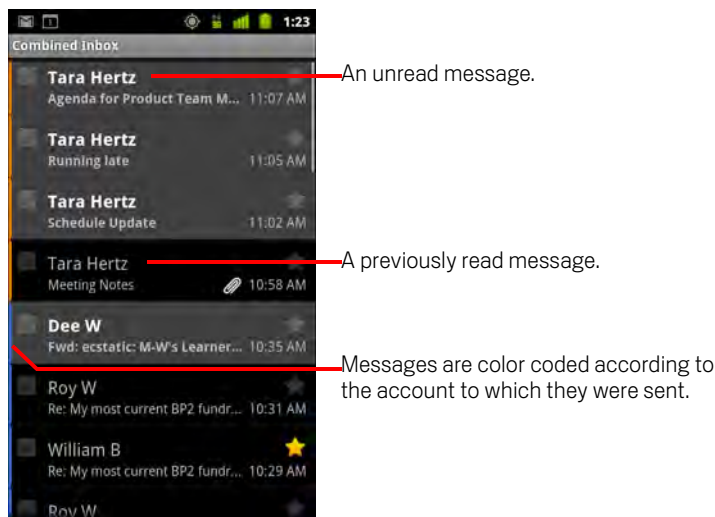 1:23
Combined Inbox
Tara Hertz
Agenda for Product Team M... 11:07 AM
An unread message.
Tara Hertz
Running late 11:05 AM
Tara Hertz
Schedule Update 11:02 AM
Tara Hertz
Meeting Notes 10:58 AM
A previously read message.
Dee W
Fwd: ecstatic: M-W's Learner... 10:35 AM
Messages are color coded according to
the account to which they were sent.
Roy W
Re: My most current BP2 fundr... 10:31 AM
William B
Re: My most current BP2 fundr... 10:29 AM
Roy W